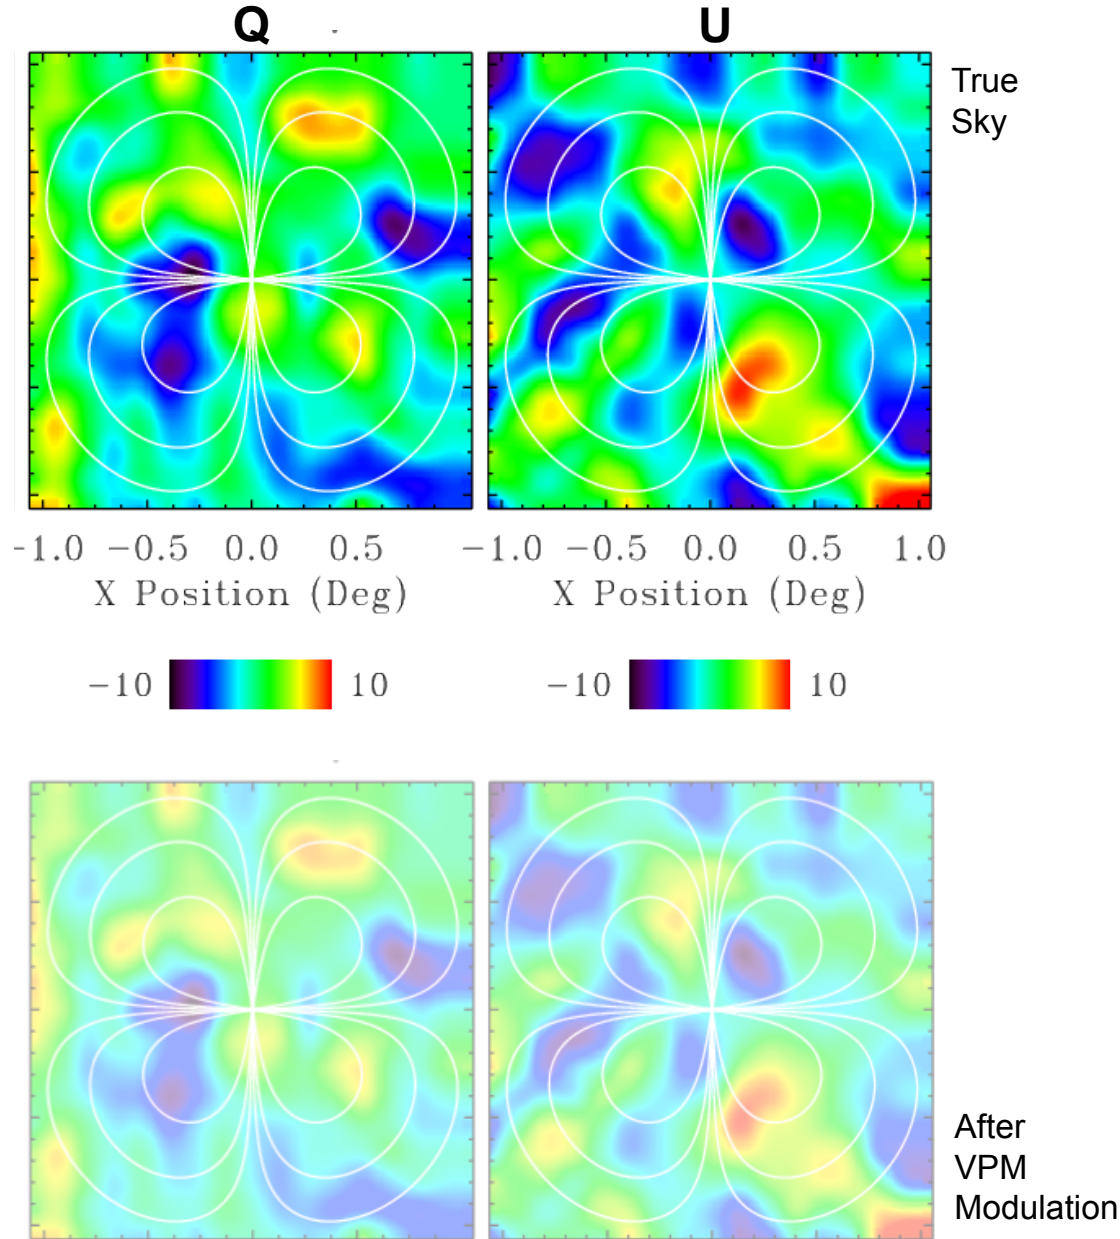 Q U
True
Sky
-1.0 -0.5 0.0 0.5 -1.0 -0.5 0.0 0.5 1.0
X Position (Deg) X Position (Deg)
-10 10 -10 10
After
VPM
Modulation